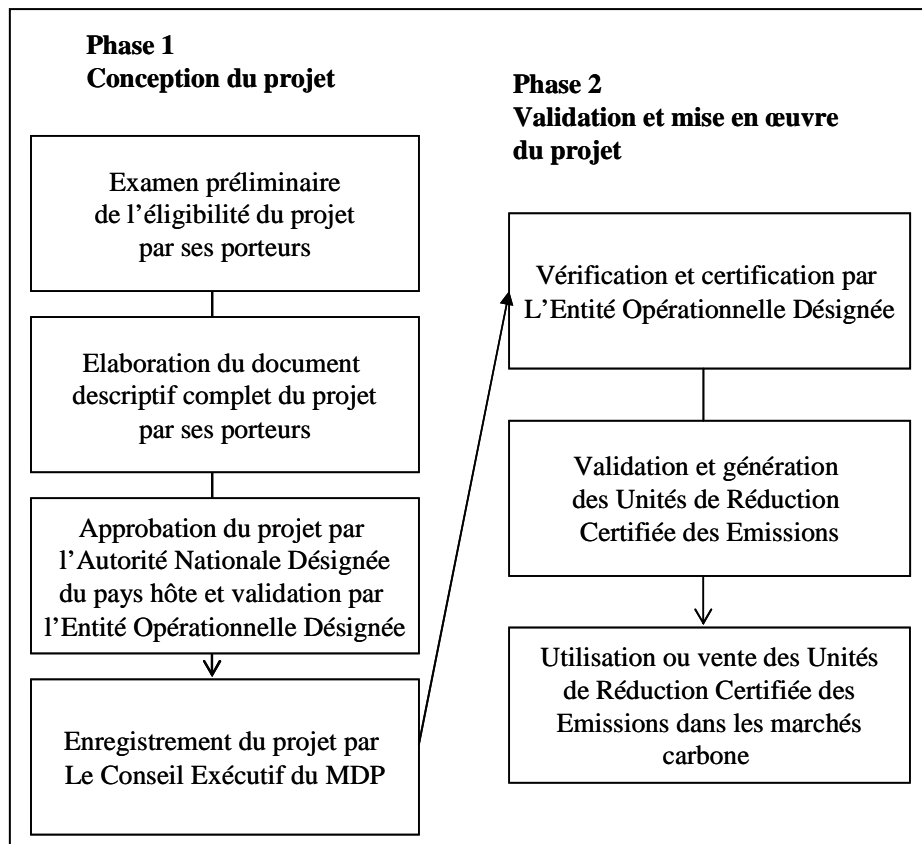 Phase 1
Conception du projet
Examen préliminaire
de l’éligibilité du projet
par ses porteurs
Elaboration du document
descriptif complet du projet
par ses porteurs
Approbation du projet par
l’Autorité Nationale Désignée
du pays hôte et validation par
l’Entité Opérationnelle Désignée
Enregistrement du projet par
Le Conseil Exécutif du MDP
Phase 2
Validation et mise en œuvre
du projet
Vérification et certification par
L’Entité Opérationnelle Désignée
Validation et génération
des Unités de Réduction
Certifiée des Emissions
Utilisation ou vente des Unités
de Réduction Certifiée des
Emissions dans les marchés
carbone